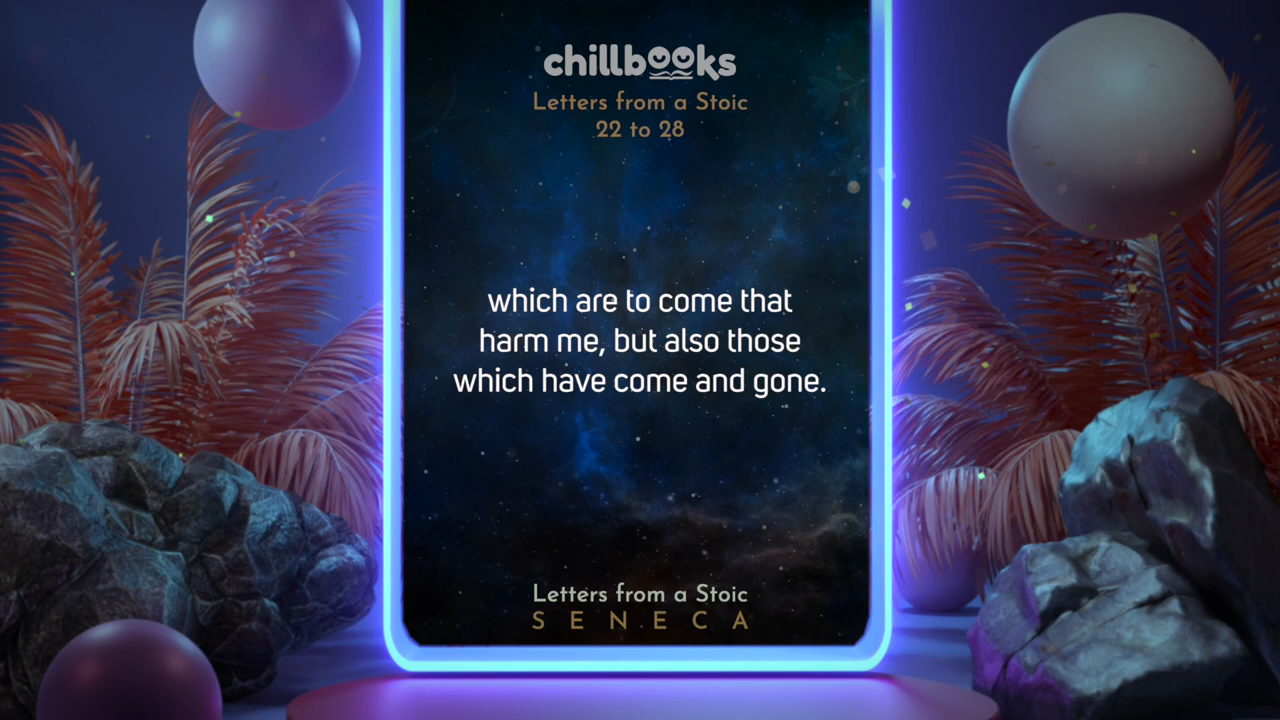 chillbooks
Letters from a Stoic
22 to 28
which are to come that
harm me, but also those
which have come and gone.
Letters from a Stoic
SENECA